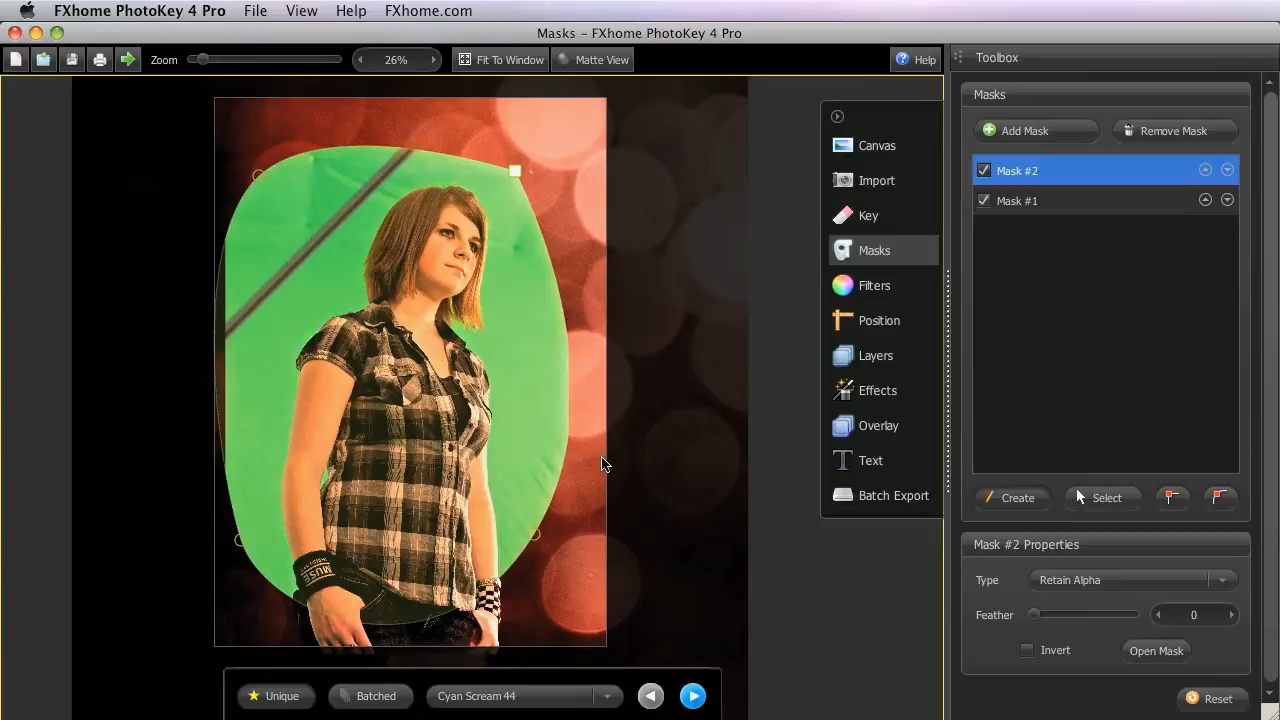 FXhome PhotoKey 4 Pro File View Help FXhome.com
Masks – FXhome PhotoKey 4 Pro
Zoom 26% Fit To Window Matte View Help
Toolbox
Masks
Add Mask Remove Mask
Mask #2
Mask #1
Canvas
Import
Key
Masks
Filters
Position
Layers
Effects
Overlay
Text
Batch Export
Create Select
Mask #2 Properties
Type Retain Alpha
Feather 0
Invert Open Mask
Reset
MUSE
Unique Batched Cyan Scream 44